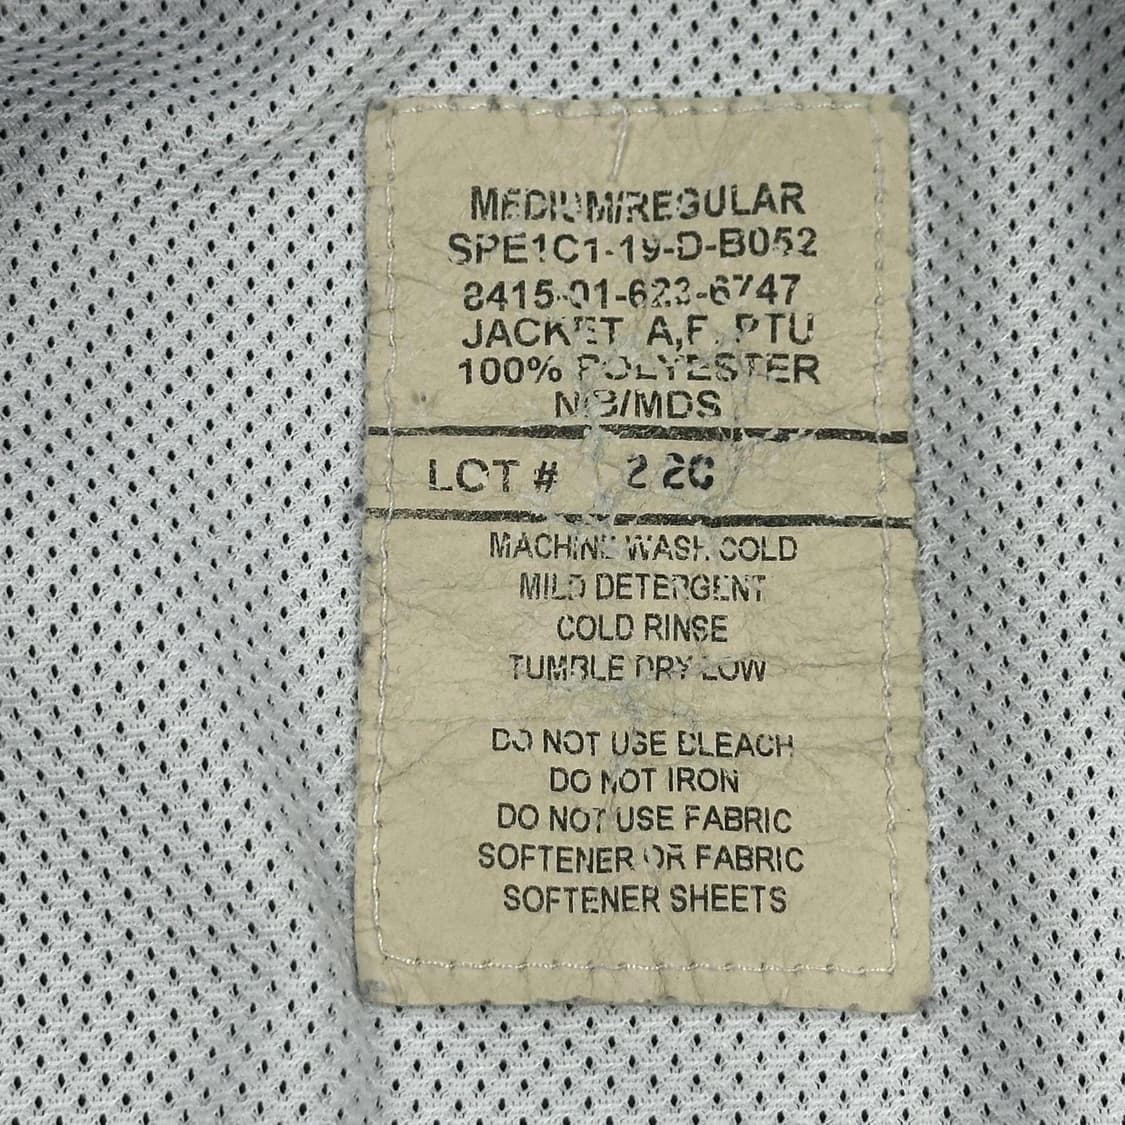 MEDIUM/REGULAR
SPE1C1-19-D-B052
8415-01-623-6747
JACKET, A,F, PTU
100% POLYESTER
NIB/MDS
LOT #
MACHINE WASH COLD
MILD DETERGENT
COLD RINSE
TUMBLE DRY LOW
DO NOT USE BLEACH
DO NOT IRON
DO NOT USE FABRIC
SOFTENER OR FABRIC
SOFTENER SHEETS